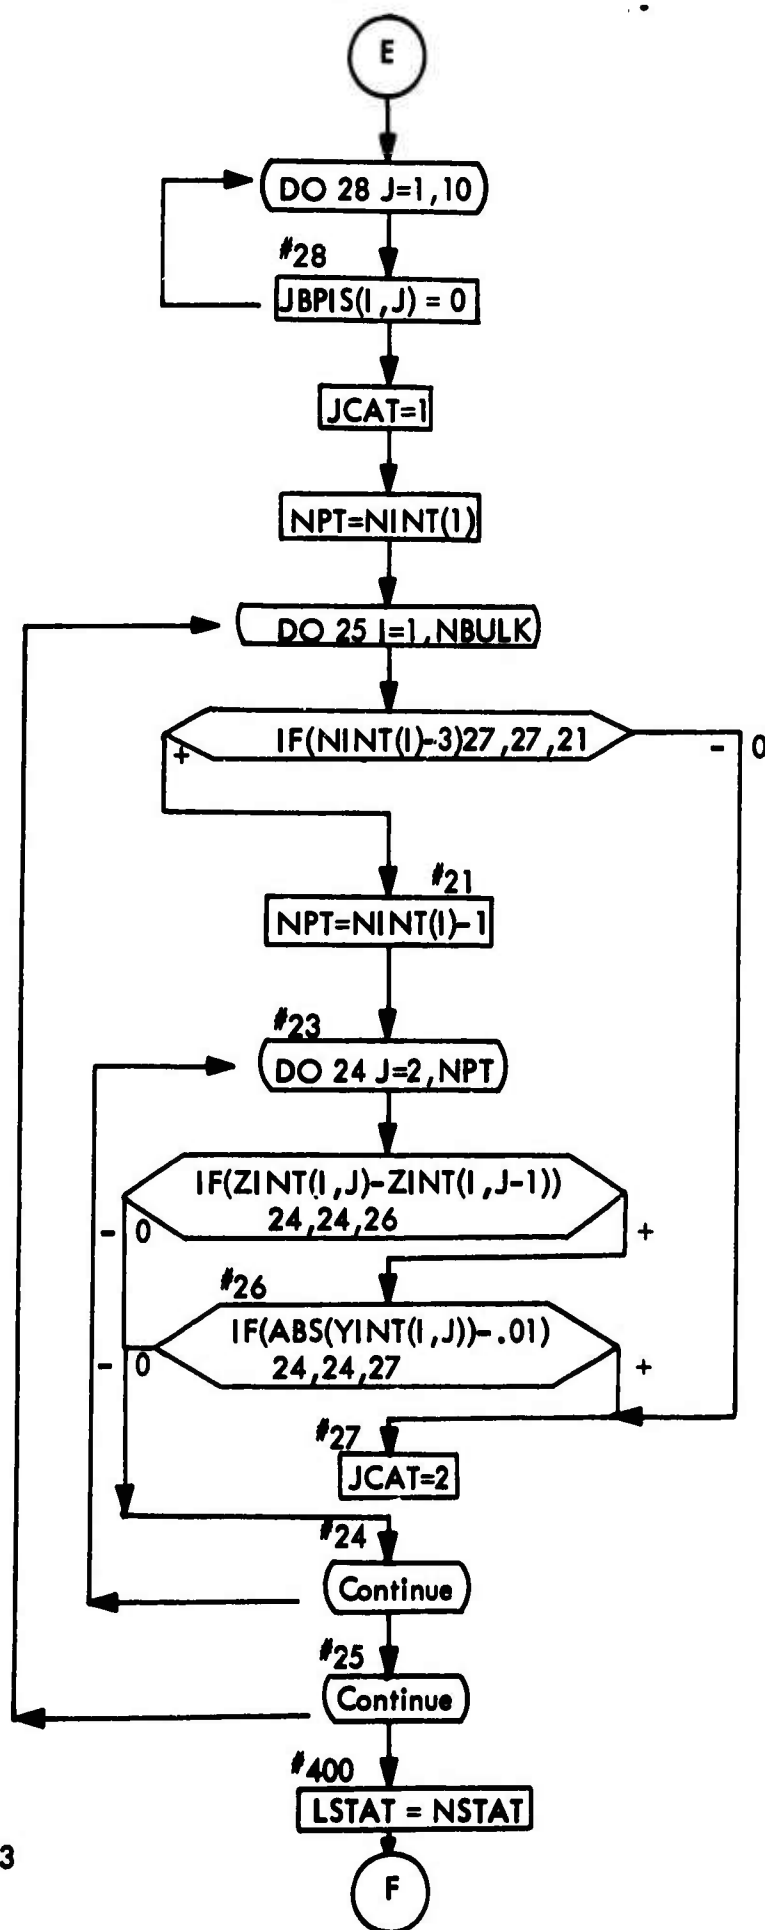 E
DO 28 J=1,10
#28
JBPIS(I,J) = 0
JCAT=1
NPT=NINT(1)
DO 25 I=1,NBULK
IF(NINT(I)-3)27,27,21
+
- 0
#21
NPT=NINT(I)-1
#23
DO 24 J=2,NPT
IF(ZINT(I,J)-ZINT(I,J-1))
24,24,26
- 0
+
#26
IF(ABS(YINT(I,J))-.01)
24,24,27
- 0
+
#27
JCAT=2
#24
Continue
#25
Continue
#400
LSTAT = NSTAT
3
F